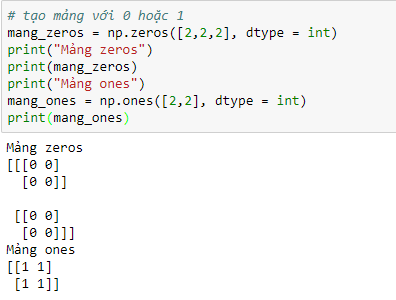 # tạo mảng với 0 hoặc 1
mang_zeros = np.zeros([2,2,2], dtype = int)
print("Mảng zeros")
print(mang_zeros)
print("Mảng ones")
mang_ones = np.ones([2,2], dtype = int)
print(mang_ones)
Mảng zeros
[[[0 0]
  [0 0]]

 [[0 0]
  [0 0]]]
Mảng ones
[[1 1]
 [1 1]]